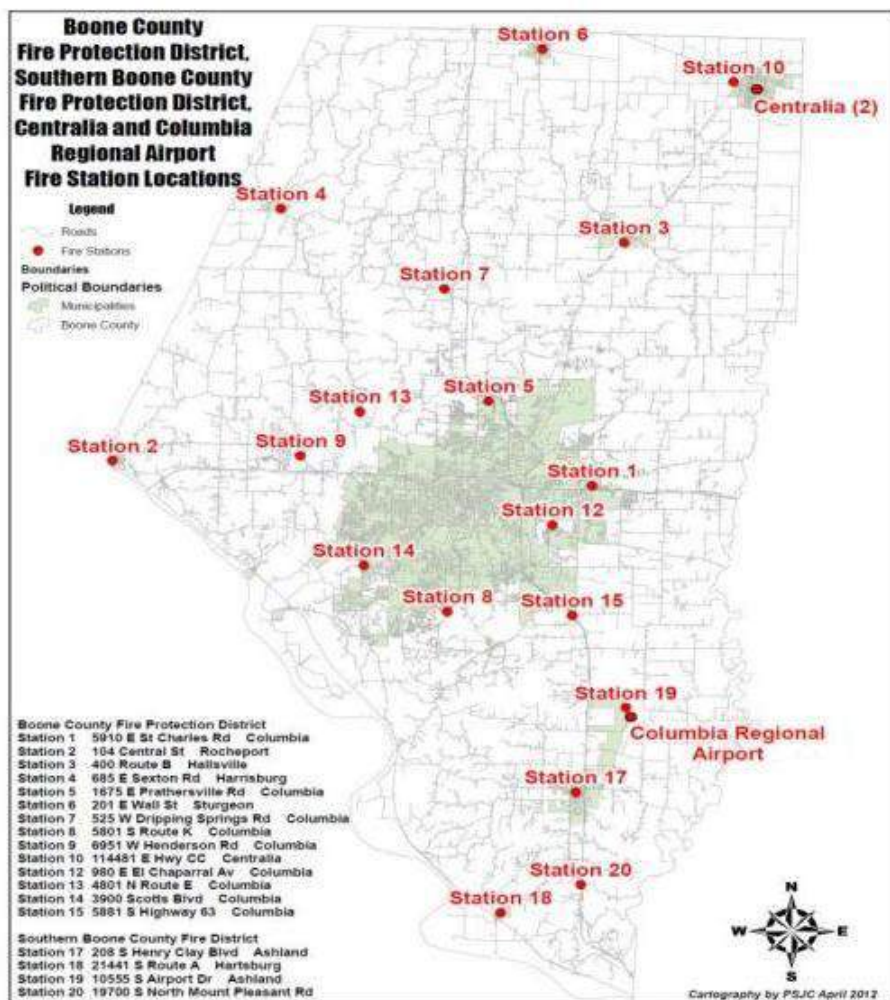 Boone County
Fire Protection District,
Southern Boone County
Fire Protection District,
Centralia and Columbia
Regional Airport
Fire Station Locations
Legend
Roads
Fire Stations
Boundaries
Political Boundaries
Municipalities
Boone County
Station 6
Station 10
Centralia (2)
Station 4
Station 3
Station 7
Station 5
Station 13
Station 9
Station 2
Station 1
Station 12
Station 14
Station 8
Station 15
Station 19
Columbia Regional
Airport
Station 17
Station 20
Station 18
Boone County Fire Protection District
Station 1 5910 E St Charles Rd Columbia
Station 2 104 Central St Rocheport
Station 3 400 Route B Hallsville
Station 4 685 E Sexton Rd Harrisburg
Station 5 1675 E Prathersville Rd Columbia
Station 6 201 E Wall St Sturgeon
Station 7 525 W Dripping Springs Rd Columbia
Station 8 5801 S Route K Columbia
Station 9 6951 W Henderson Rd Columbia
Station 10 114481 E Hwy CC Centralia
Station 12 980 E El Chaparral Av Columbia
Station 13 4801 N Route E Columbia
Station 14 3900 Scotts Blvd Columbia
Station 15 5881 S Highway 63 Columbia
Southern Boone County Fire District
Station 17 208 S Henry Clay Blvd Ashland
Station 18 21441 S Route A Hartsburg
Station 19 10555 S Airport Dr Ashland
Station 20 19700 S North Mount Pleasant Rd
N
W E
S
Cartography by PSJC April 2012